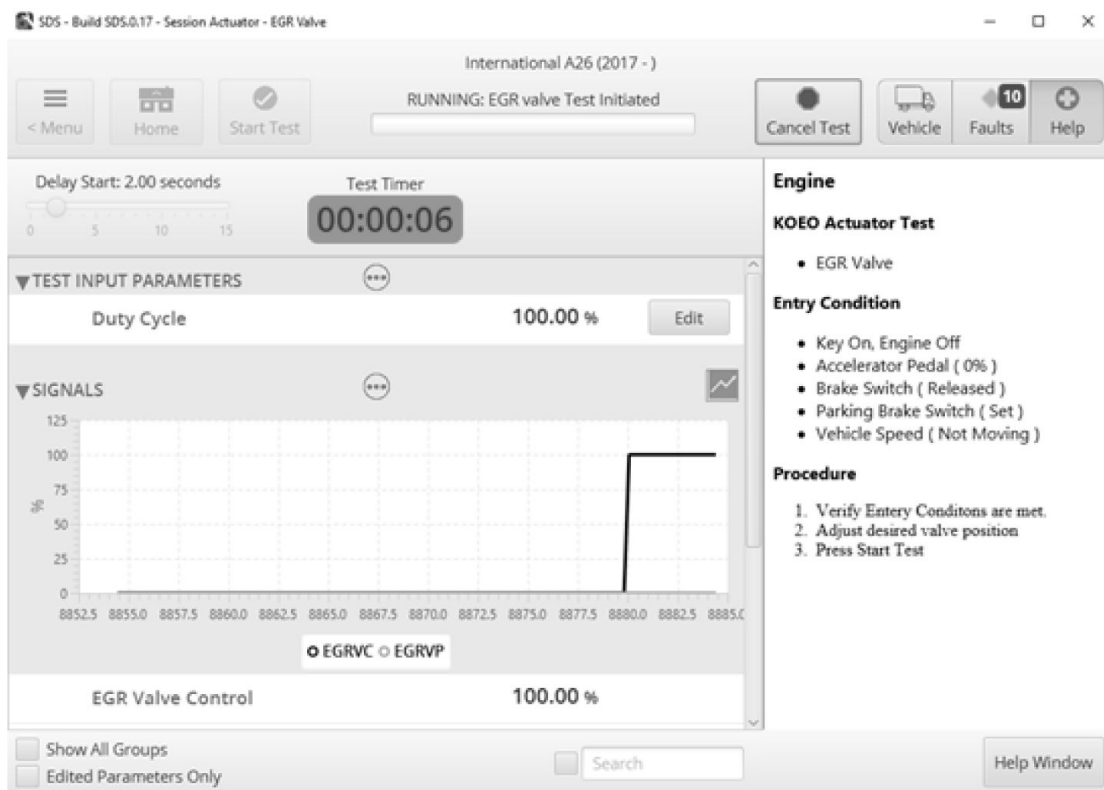 SDS - Build SDS.0.17 - Session Actuator - EGR Valve
International A26 (2017 - )
RUNNING: EGR valve Test Initiated
< Menu
Home
Start Test
Cancel Test
Vehicle
10
Faults
Help
Delay Start: 2.00 seconds
0 5 10 15
Test Timer
00:00:06
TEST INPUT PARAMETERS
Duty Cycle 100.00 % Edit
SIGNALS
125
100
75
50
25
0
%
8852.5 8855.0 8857.5 8860.0 8862.5 8865.0 8867.5 8870.0 8872.5 8875.0 8877.5 8880.0 8882.5 8885.0
EGRVC EGRVP
EGR Valve Control 100.00 %
Show All Groups
Edited Parameters Only
Search
Engine
KOEO Actuator Test
• EGR Valve
Entry Condition
• Key On, Engine Off
• Accelerator Pedal ( 0% )
• Brake Switch ( Released )
• Parking Brake Switch ( Set )
• Vehicle Speed ( Not Moving )
Procedure
1. Verify Entery Conditons are met.
2. Adjust desired valve position
3. Press Start Test
Help Window